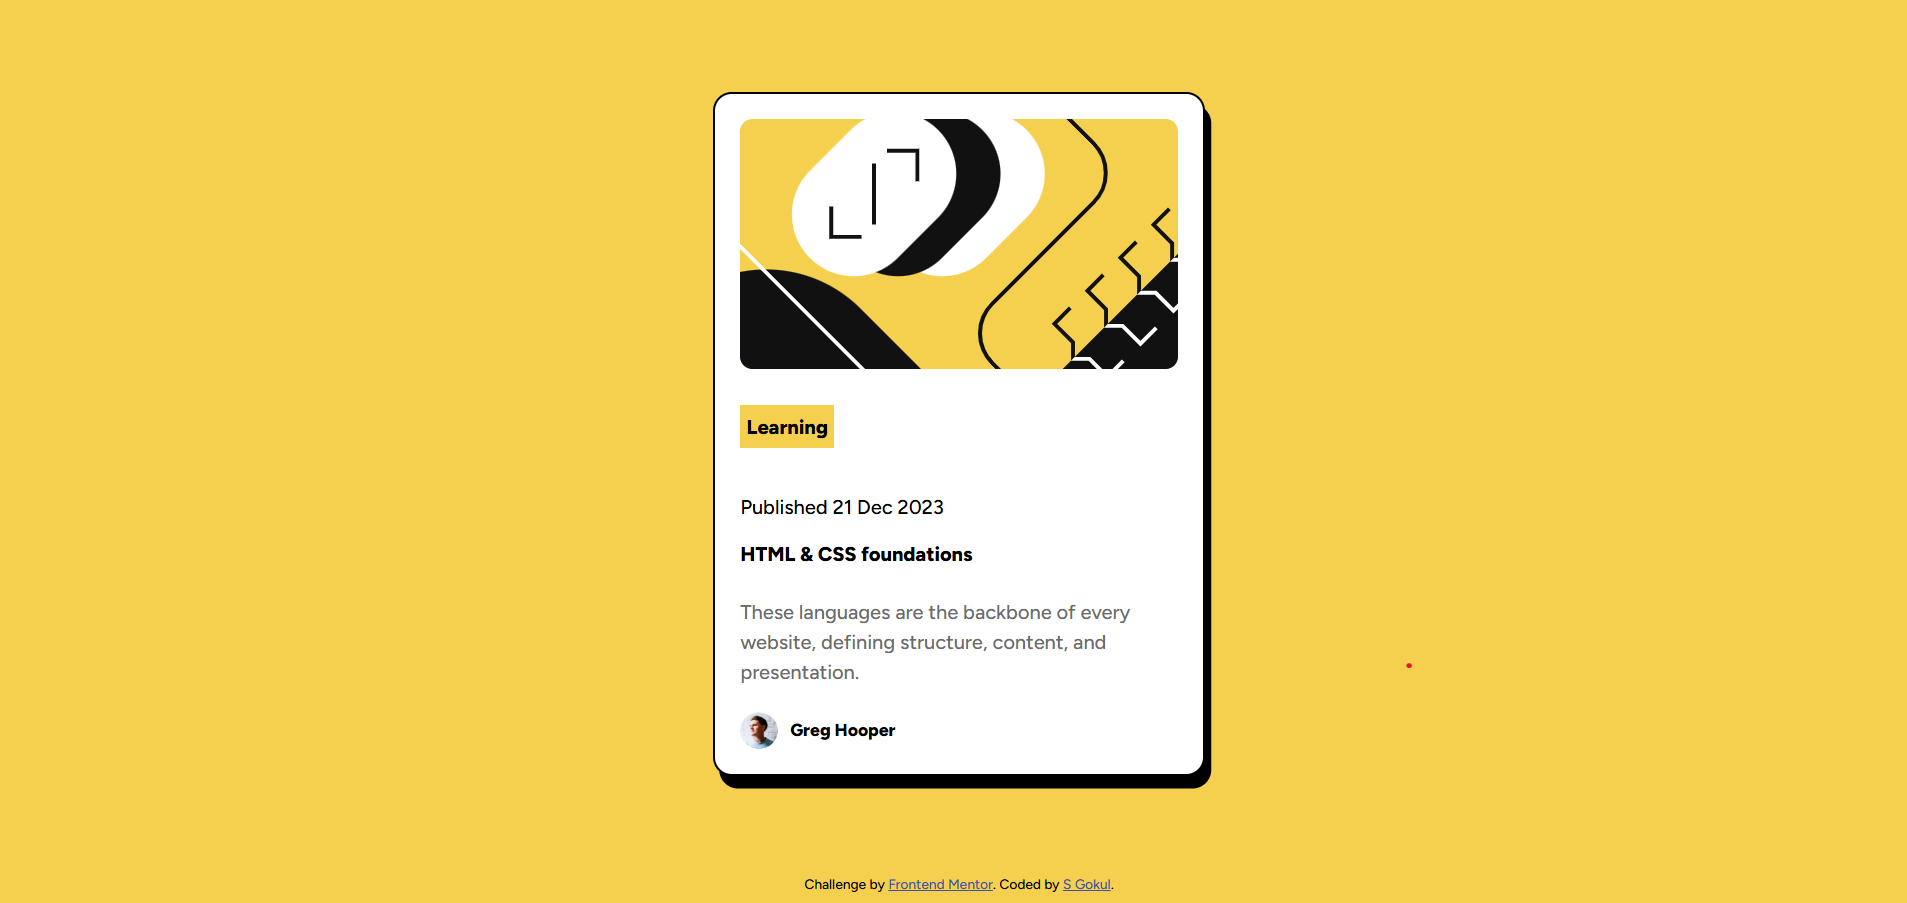 Learning
Published 21 Dec 2023
HTML & CSS foundations
These languages are the backbone of every
website, defining structure, content, and
presentation.
Greg Hooper
Challenge by Frontend Mentor. Coded by S Gokul.